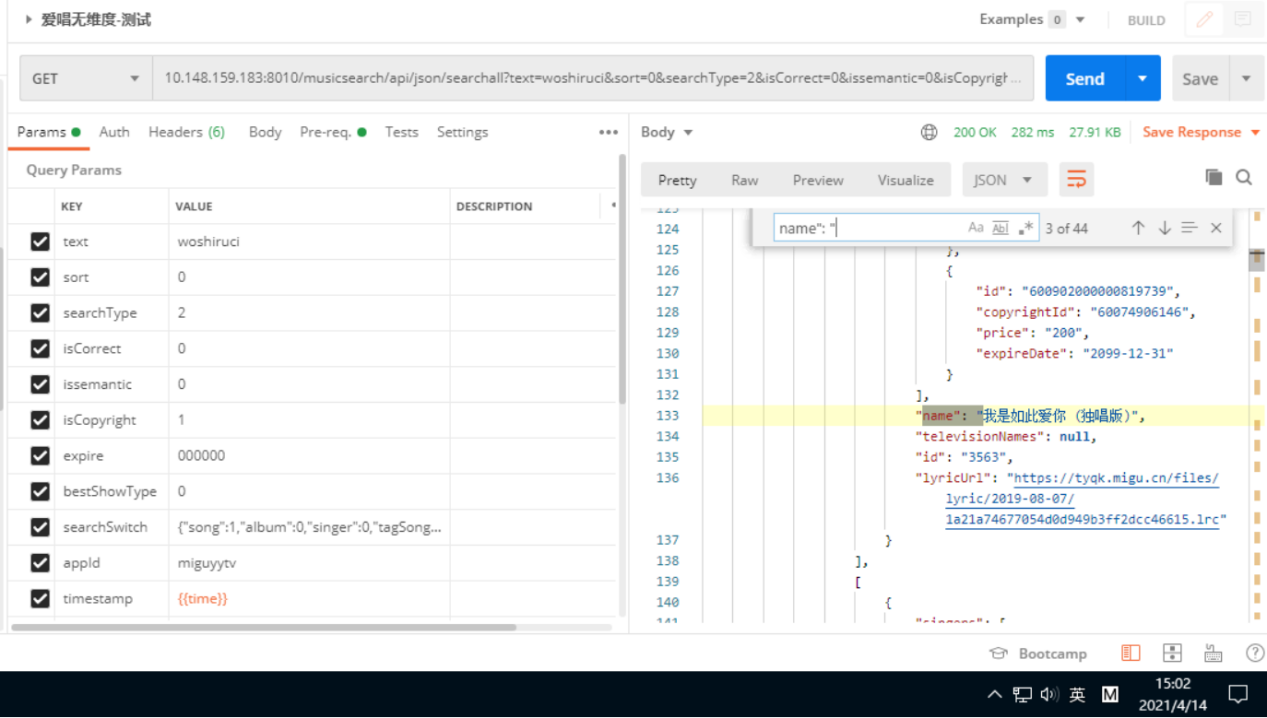 爱唱无维度-测试
Examples 0
BUILD
GET
10.148.159.183:8010/musicsearch/api/json/searchall?text=woshiruci&sort=0&searchType=2&isCorrect=0&issemantic=0&isCopyrigh...
Send
Save
Params
Auth
Headers (6)
Body
Pre-req.
Tests
Settings
Query Params
KEY VALUE DESCRIPTION
text woshiruci
sort 0
searchType 2
isCorrect 0
issemantic 0
isCopyright 1
expire 000000
bestShowType 0
searchSwitch {"song":1,"album":0,"singer":0,"tagSong...
appId miguyytv
timestamp {{time}}
Body
200 OK 282 ms 27.91 KB Save Response
Pretty Raw Preview Visualize JSON
name": " Aa Abl .* 3 of 44
123
124
125 },
126 {
127 "id": "600902000000819739",
128 "copyrightId": "60074906146",
129 "price": "200",
130 "expireDate": "2099-12-31"
131 }
132 ],
133 "name": "我是如此爱你 (独唱版)",
134 "televisionNames": null,
135 "id": "3563",
136 "lyricUrl": "https://tyqk.migu.cn/files/
lyric/2019-08-07/
1a21a74677054d0d949b3ff2dcc46615.lrc"
137 }
138 ],
139 [
140 {
141 "singers": [
Bootcamp
英 M
15:02
2021/4/14